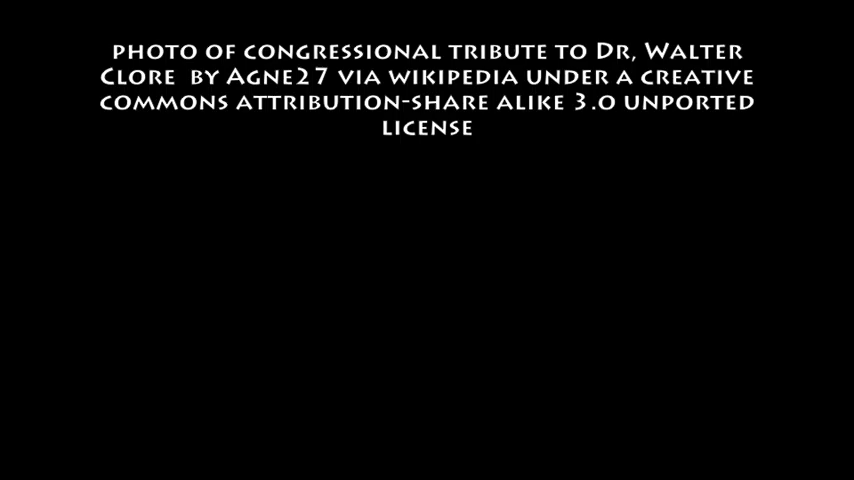 photo of congressional tribute to Dr, Walter
Clore by Agne27 via wikipedia under a creative
commons attribution-share alike 3.0 unported
license